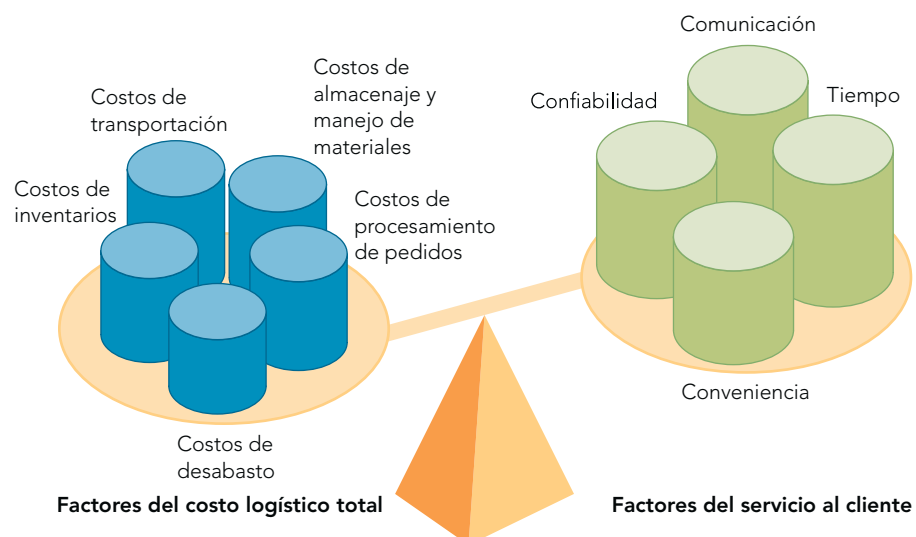 Comunicación
Costos de
almacenaje y
manejo de
materiales
Costos de
transportación
Confiabilidad
Tiempo
Costos de
inventarios
Costos de
procesamiento
de pedidos
Conveniencia
Costos de
desabasto
Factores del costo logístico total
Factores del servicio al cliente